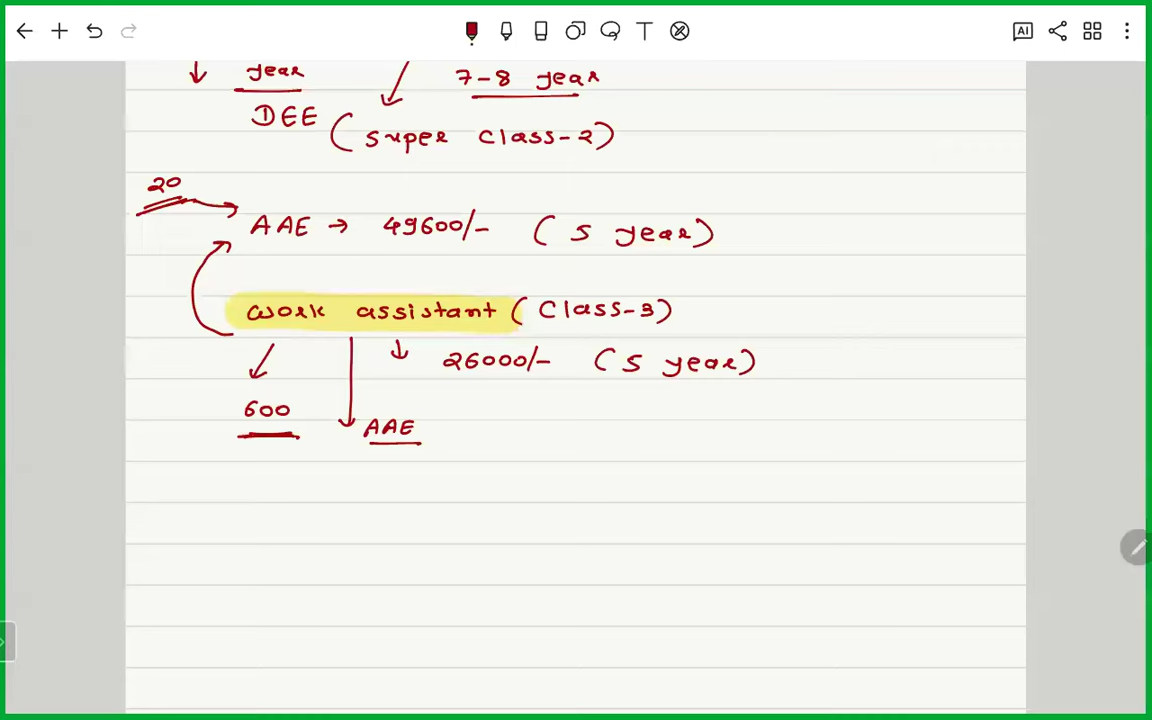 T
AI
year
7-8 year
DEE
(super class-2)
20
AAE → 49600/- (5 year)
work assistant (class-3)
26000/- (5 year)
600
AAE